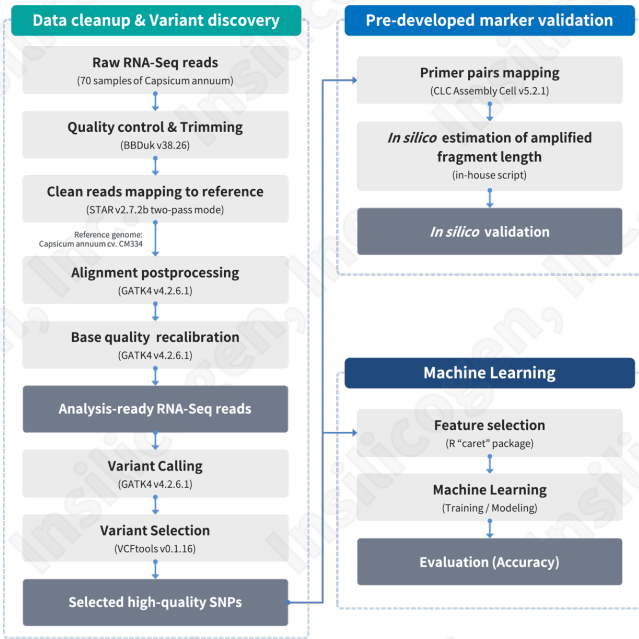 Data cleanup & Variant discovery
Raw RNA-Seq reads
(70 samples of Capsicum annuum)
Quality control & Trimming
(BBDuk v38.26)
Clean reads mapping to reference
(STAR v2.7.2b two-pass mode)
Reference genome:
Capsicum annuum cv. CM334
Alignment postprocessing
(GATK4 v4.2.6.1)
Base quality recalibration
(GATK4 v4.2.6.1)
Analysis-ready RNA-Seq reads
Variant Calling
(GATK4 v4.2.6.1)
Variant Selection
(VCFtools v0.1.16)
Selected high-quality SNPs
Pre-developed marker validation
Primer pairs mapping
(CLC Assembly Cell v5.2.1)
In silico estimation of amplified
fragment length
(in-house script)
In silico validation
Machine Learning
Feature selection
(R “caret” package)
Machine Learning
(Training / Modeling)
Evaluation (Accuracy)
Insilicogen, Insilicogen, Insilicogen